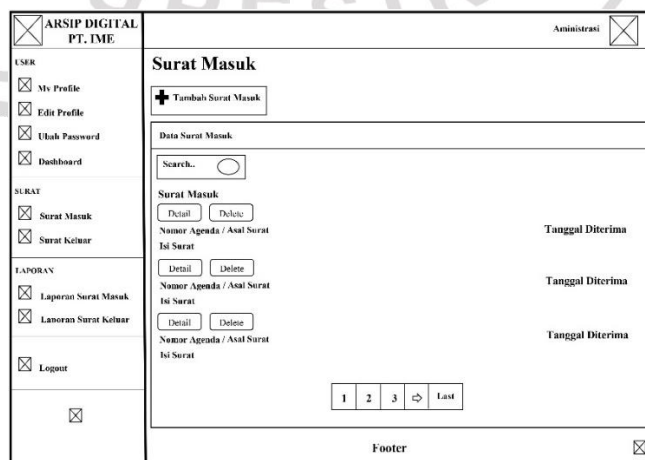 ARSIP DIGITAL
PT. IME
Aministrasi
USER
My Profile
Edit Profile
Ubah Password
Dashboard
SURAT
Surat Masuk
Surat Keluar
LAPORAN
Laporan Surat Masuk
Laporan Surat Keluar
Logout
Surat Masuk
Tambah Surat Masuk
Data Surat Masuk
Search..
Surat Masuk
Detail Delete
Nomor Agenda / Asal Surat Tanggal Diterima
Isi Surat
Detail Delete
Nomor Agenda / Asal Surat Tanggal Diterima
Isi Surat
Detail Delete
Nomor Agenda / Asal Surat Tanggal Diterima
Isi Surat
1 2 3 ⇨ Last
Footer